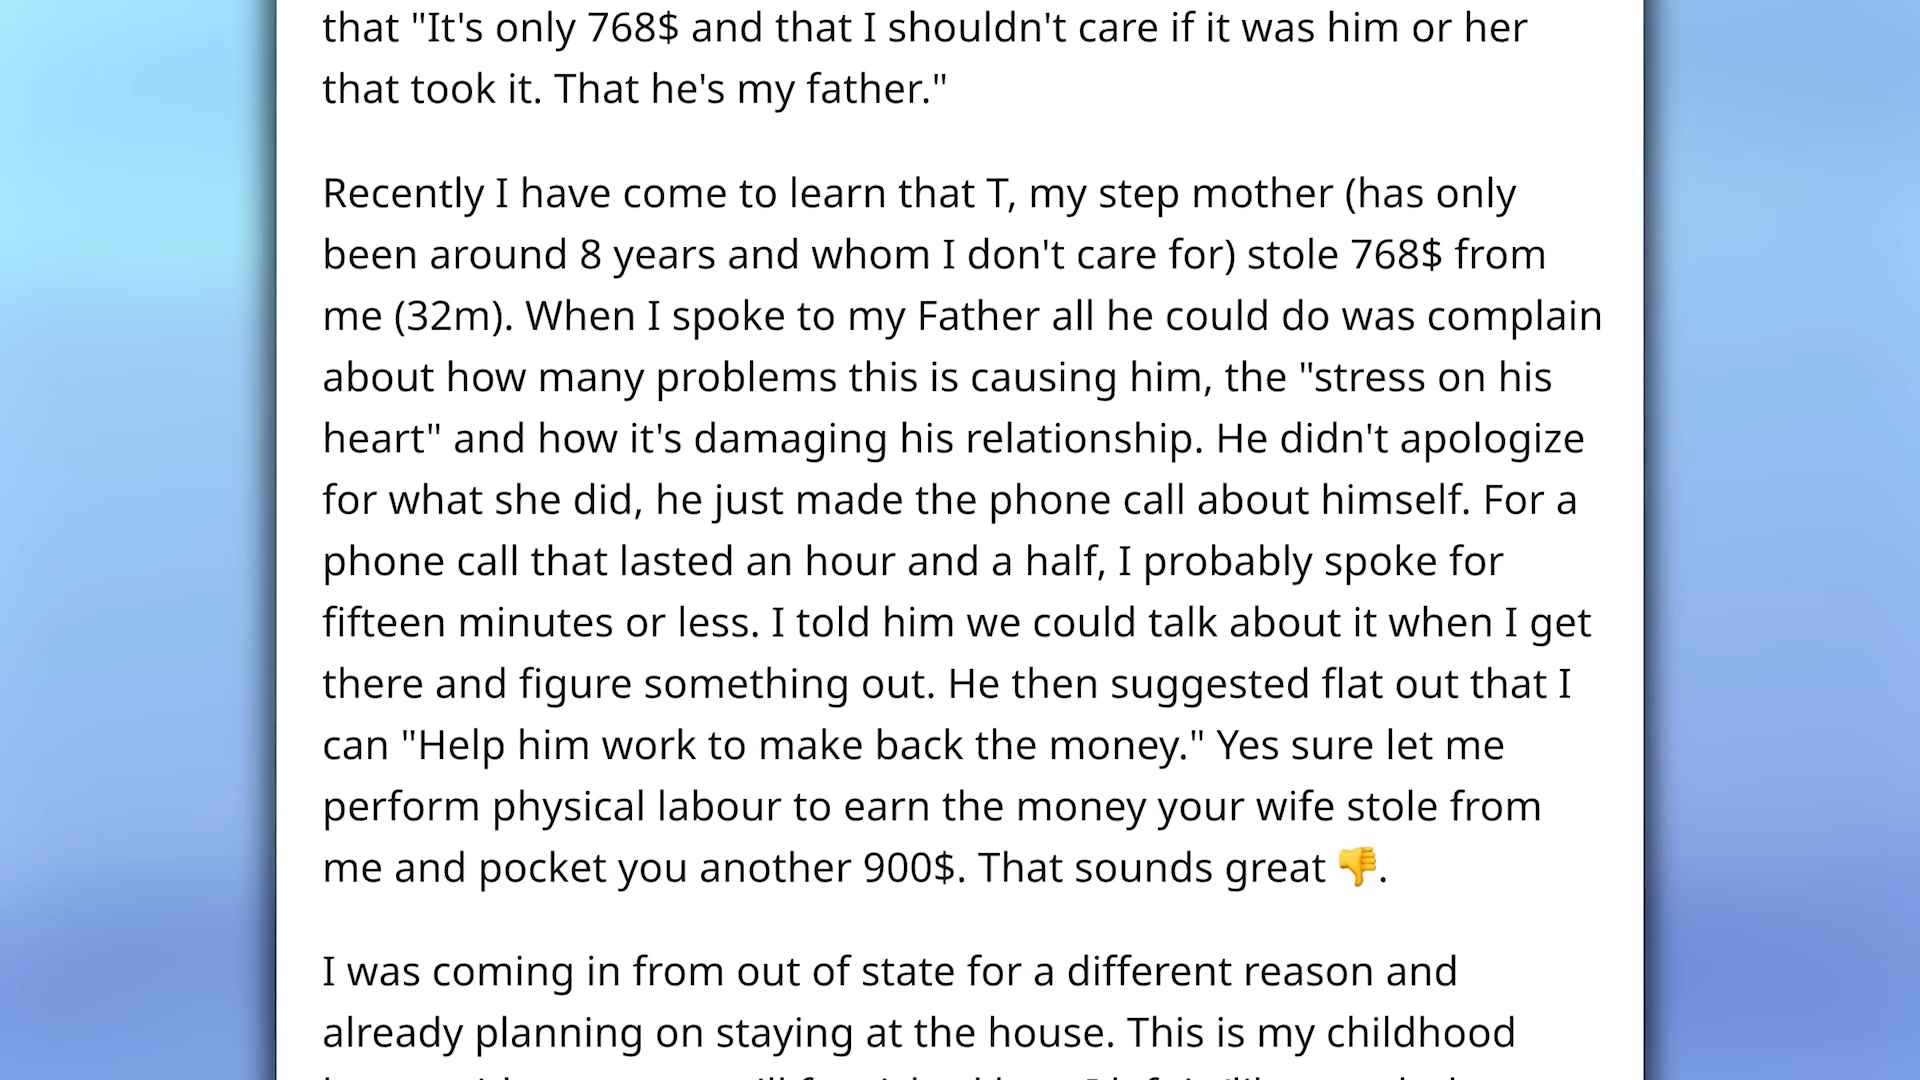 that "It's only 768$ and that I shouldn't care if it was him or her
that took it. That he's my father."
Recently I have come to learn that T, my step mother (has only
been around 8 years and whom I don't care for) stole 768$ from
me (32m). When I spoke to my Father all he could do was complain
about how many problems this is causing him, the "stress on his
heart" and how it's damaging his relationship. He didn't apologize
for what she did, he just made the phone call about himself. For a
phone call that lasted an hour and a half, I probably spoke for
fifteen minutes or less. I told him we could talk about it when I get
there and figure something out. He then suggested flat out that I
can "Help him work to make back the money." Yes sure let me
perform physical labour to earn the money your wife stole from
me and pocket you another 900$. That sounds great 👎.
I was coming in from out of state for a different reason and
already planning on staying at the house. This is my childhood